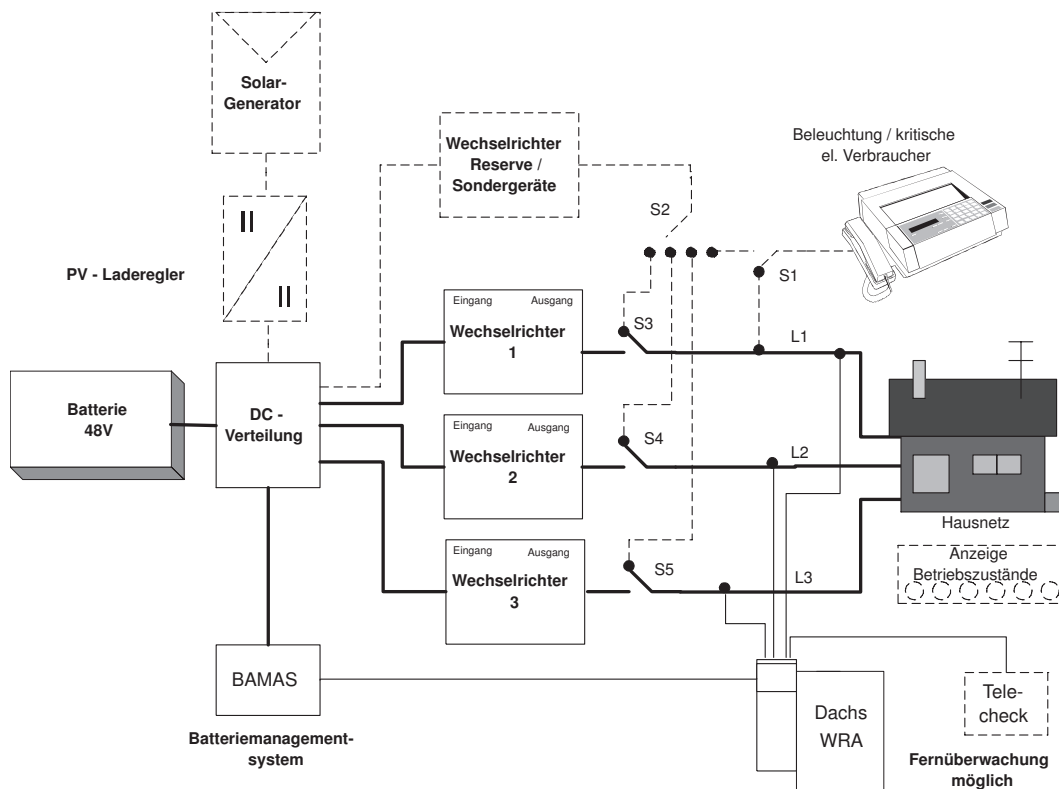 Solar-
Generator
Wechselrichter
Reserve /
Sondergeräte
Beleuchtung / kritische
el. Verbraucher
S2
S1
PV - Laderegler
Eingang Ausgang
Wechselrichter
1
S3
L1
Batterie
48V
DC -
Verteilung
Eingang Ausgang
Wechselrichter
2
S4
L2
Hausnetz
Eingang Ausgang
Wechselrichter
3
S5
L3
Anzeige
Betriebszustände
BAMAS
Batteriemanagement-
system
Dachs
WRA
Tele-
check
Fernüberwachung
möglich